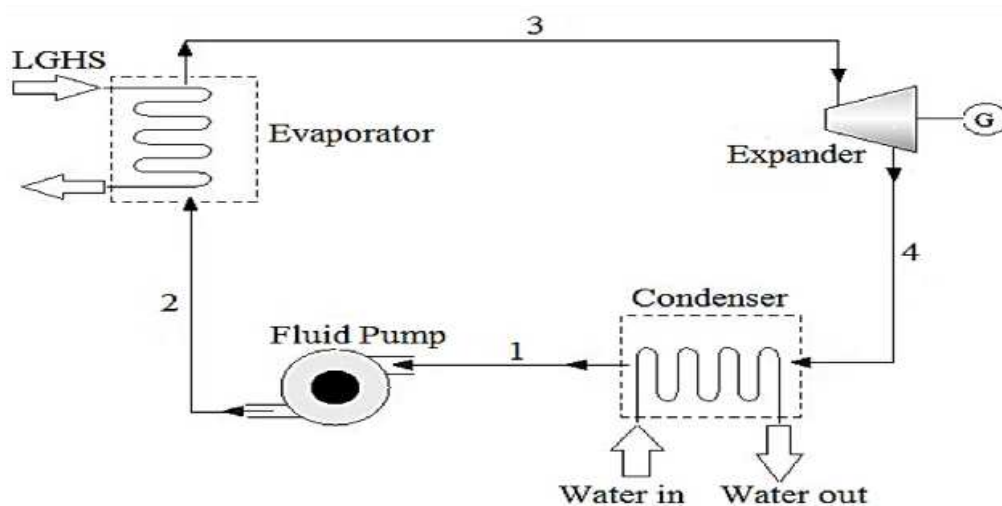 3
LGHS
Evaporator
G
Expander
4
2
Condenser
Fluid Pump
1
Water in
Water out